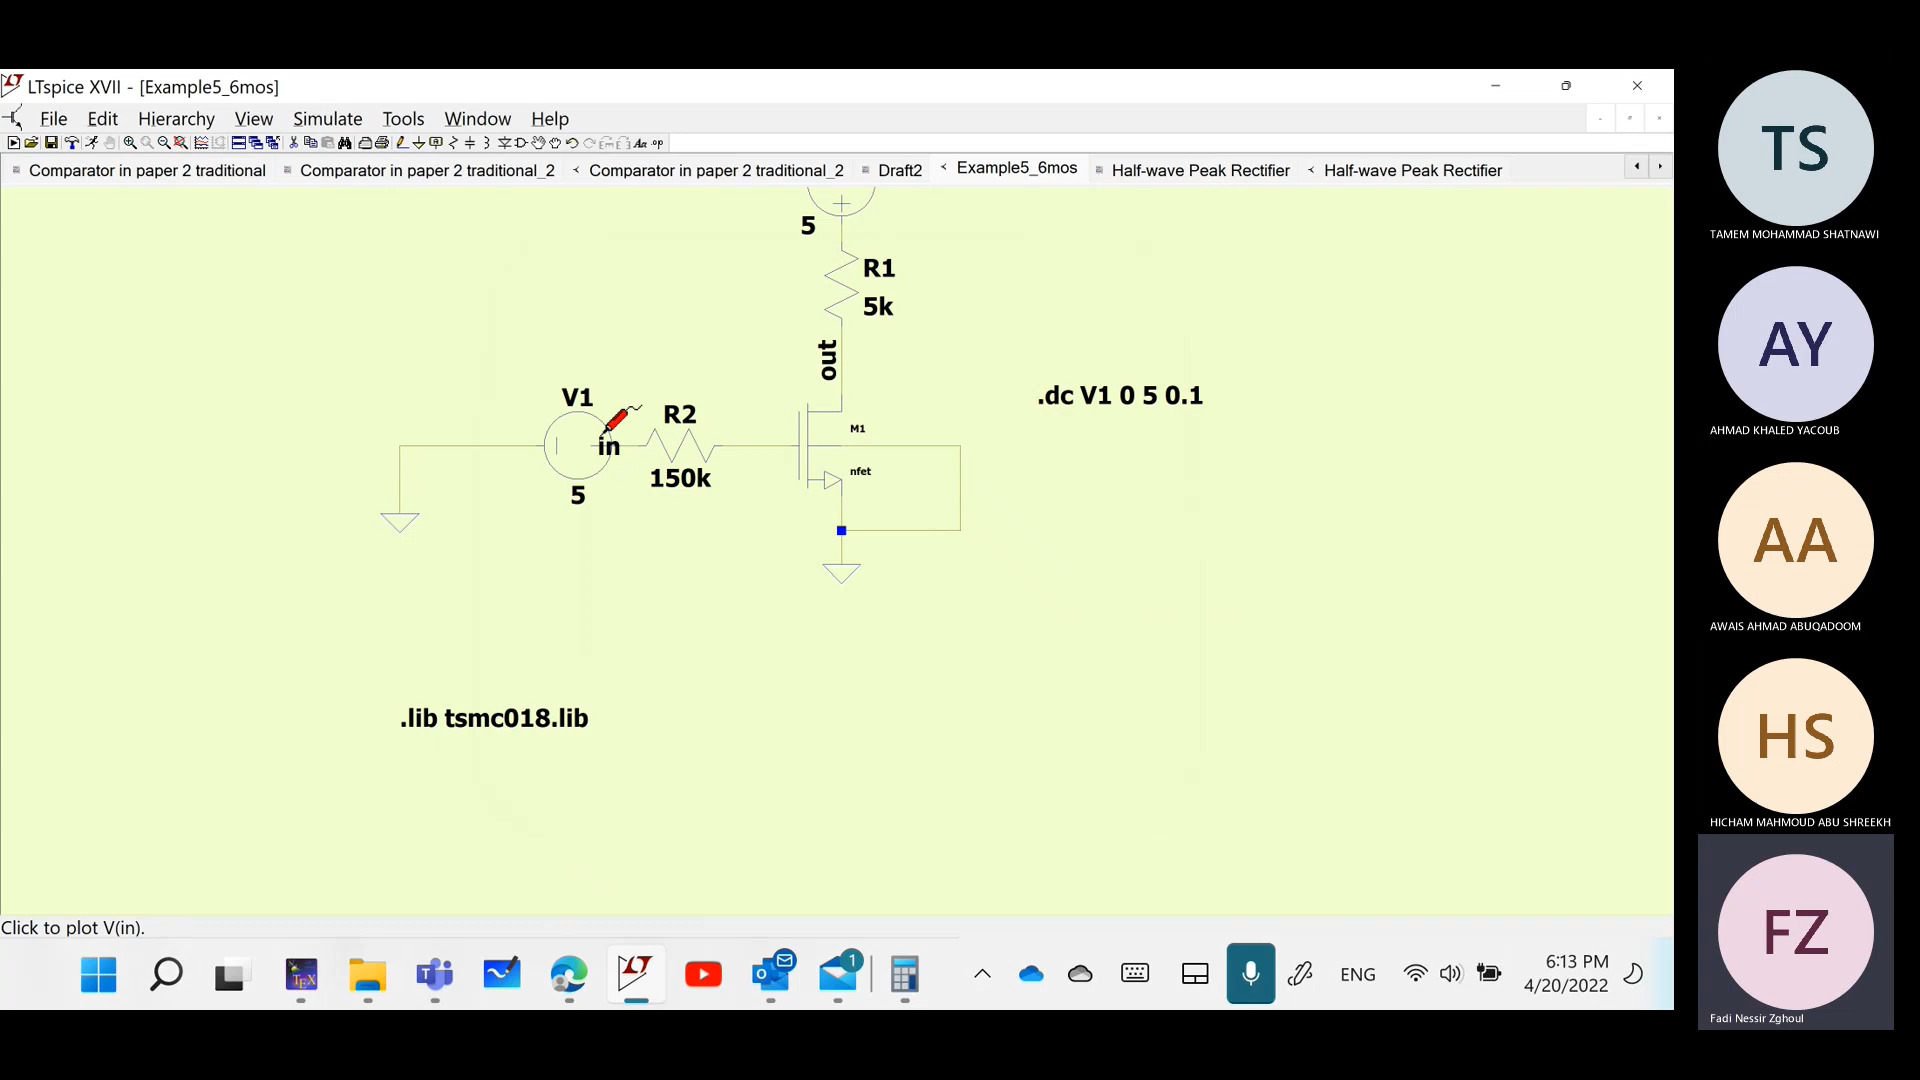 LTspice XVII - [Example5_6mos]
File Edit Hierarchy View Simulate Tools Window Help
Comparator in paper 2 traditional Comparator in paper 2 traditional_2 Comparator in paper 2 traditional_2 Draft2 Example5_6mos Half-wave Peak Rectifier Half-wave Peak Rectifier
5
R1
5k
out
V1
in
5
R2
150k
M1
nfet
.dc V1 0 5 0.1
.lib tsmc018.lib
Click to plot V(in).
1
ENG
6:13 PM
4/20/2022
TS
TAMEM MOHAMMAD SHATNAWI
AY
AHMAD KHALED YACOUB
AA
AWAIS AHMAD ABUQADOOM
HS
HICHAM MAHMOUD ABU SHREEKH
FZ
Fadi Nessir Zghoul